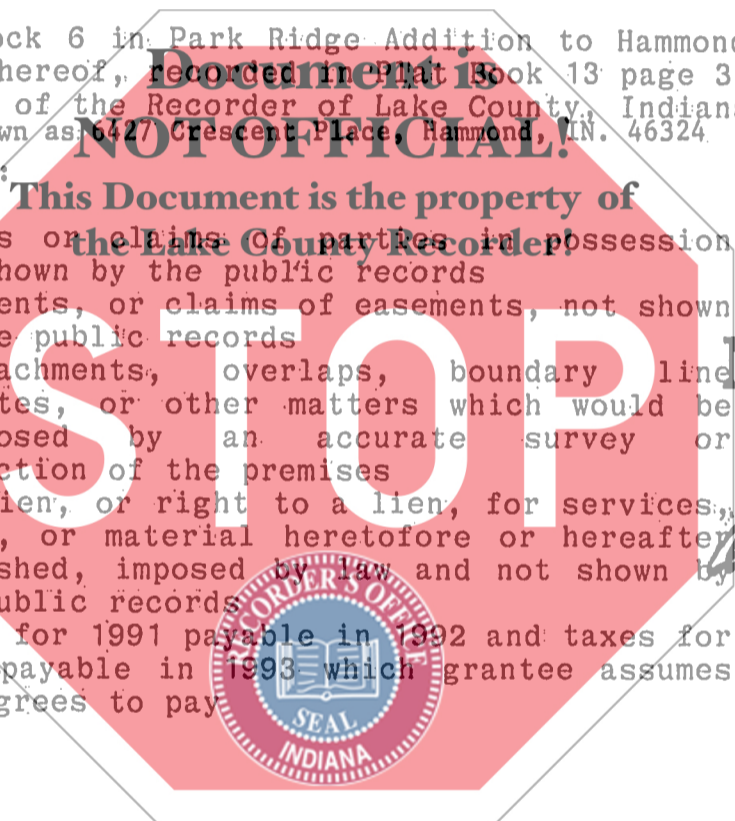 ock 6 in Park Ridge Addition to Hammond
hereof, recorded in Plat Book 13 page 3
Document is
of the Recorder of Lake County, Indian
wn as 6427 Crescent Place, Hammond, IN. 46324
NOT OFFICIAL!
:
This Document is the property of
s or claims of parties in possession
the Lake County Recorder!
hown by the public records
ents, or claims of easements, not shown
e public records
achments, overlaps, boundary line
tes, or other matters which would be
osed by an accurate survey or
ction of the premises
STOP
ien, or right to a lien, for services,
, or material heretofore or hereafter
shed, imposed by law and not shown by
ublic records
RECORDER'S OFFICE
for 1991 payable in 1992 and taxes for
payable in 1993 which grantee assumes
grees to pay
SEAL
INDIANA